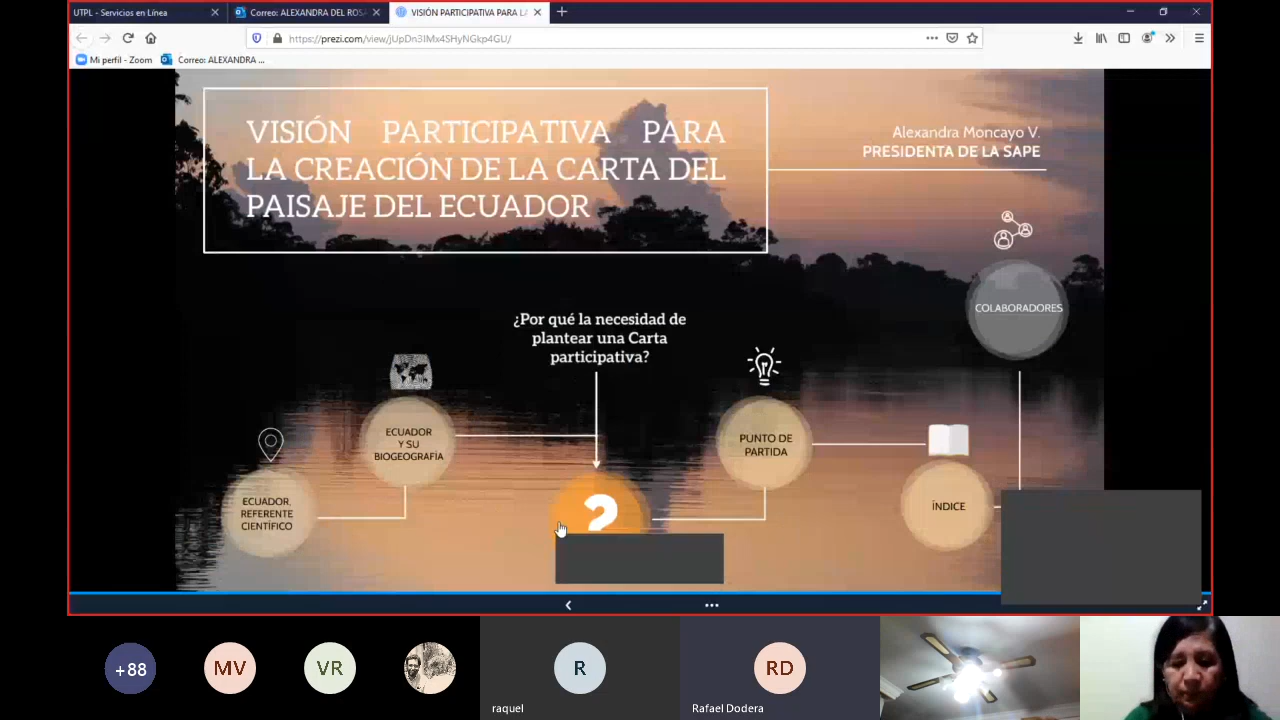 UTPL - Servicios en Línea
Correo: ALEXANDRA DEL ROS
VISIÓN PARTICIPATIVA PARA LA
https://prezi.com/view/jUpDn3IMx4SHyNGkp4GU/
Mi perfil - Zoom
Correo: ALEXANDRA ...
VISIÓN PARTICIPATIVA PARA
LA CREACIÓN DE LA CARTA DEL
PAISAJE DEL ECUADOR
Alexandra Moncayo V.
PRESIDENTA DE LA SAPE
COLABORADORES
¿Por qué la necesidad de
plantear una Carta
participativa?
ECUADOR
Y SU
BIOGEOGRAFÍA
PUNTO DE
PARTIDA
ECUADOR,
REFERENTE
CIENTÍFICO
?
ÍNDICE
+88
MV
VR
R
RD
raquel
Rafael Dodera